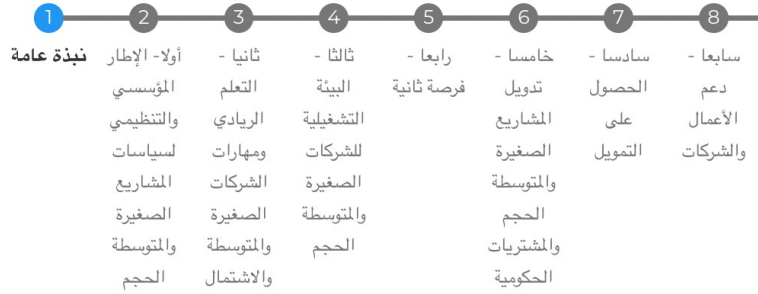 1
2
3
4
5
6
7
8
نبذة عامة
أولا- الإطار
المؤسسي
والتنظيمي
لسياسات
المشاريع
الصغيرة
والمتوسطة
الحجم
ثانيا -
التعلم
الريادي
ومهارات
الشركات
الصغيرة
والمتوسطة
والاشتمال
ثالثا -
البيئة
التشغيلية
للشركات
الصغيرة
والمتوسطة
الحجم
رابعا -
فرصة ثانية
خامسا -
تدويل
المشاريع
الصغيرة
والمتوسطة
الحجم
والمشتريات
الحكومية
سادسا -
الحصول
على
التمويل
سابعا -
دعم
الأعمال
والشركات